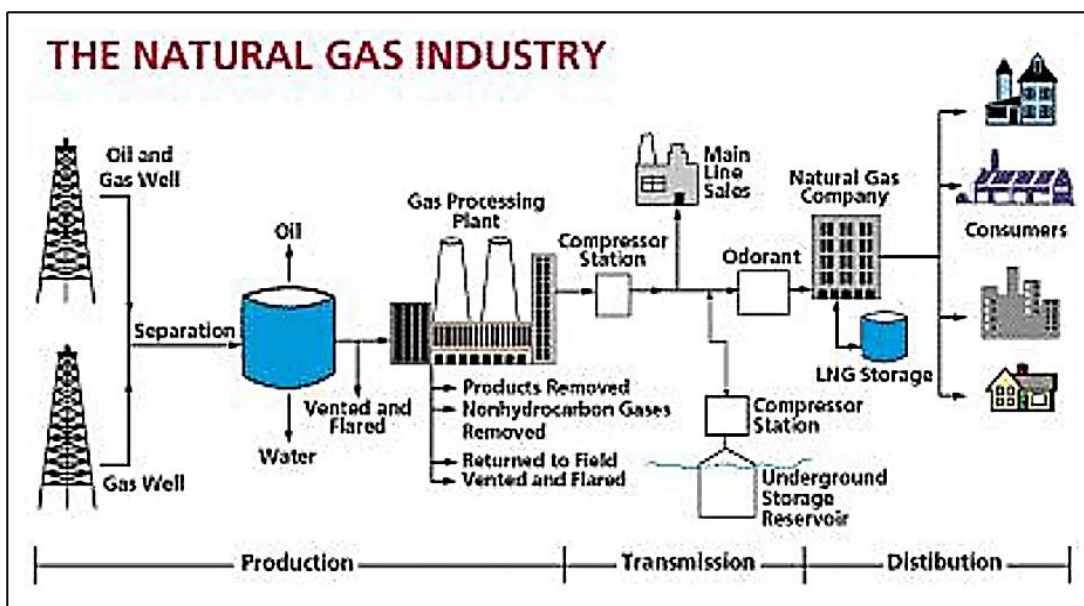 THE NATURAL GAS INDUSTRY
Oil and
Gas Well
Gas Well
Separation
Oil
Water
Vented and
Flared
Gas Processing
Plant
Products Removed
Nonhydrocarbon Gases
Removed
Returned to Field
Vented and Flared
Compressor
Station
Main
Line
Sales
Odorant
Compressor
Station
Underground
Storage
Reservoir
Natural Gas
Company
LNG Storage
Consumers
Production
Transmission
Distibution